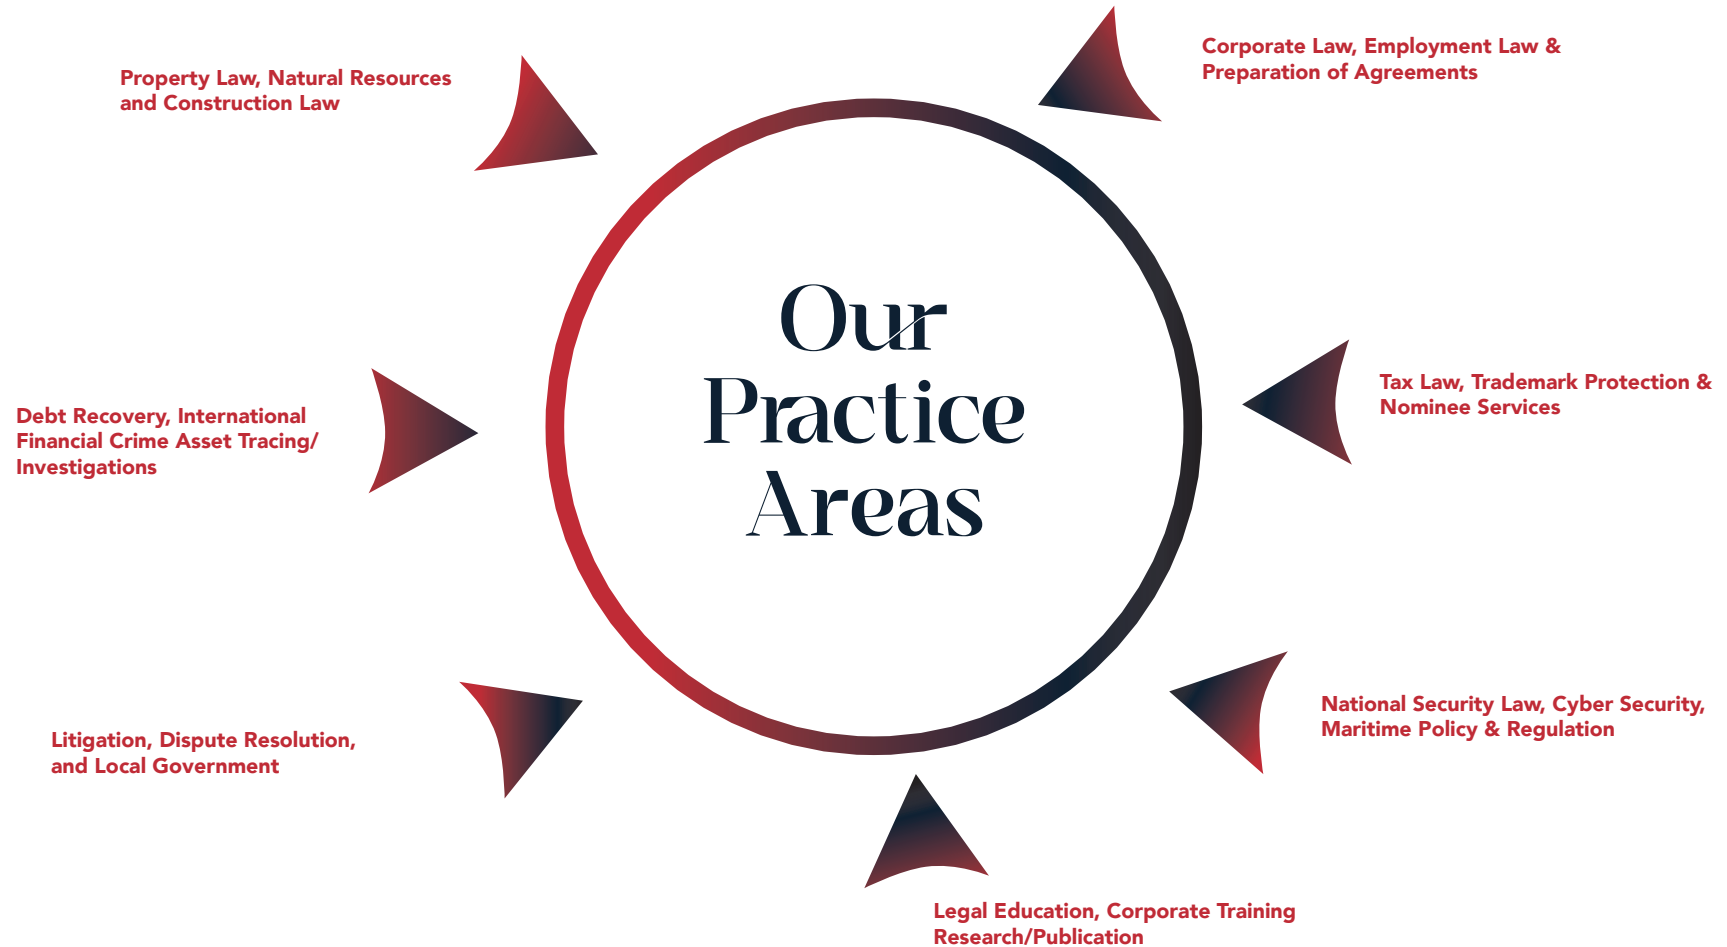 Property Law, Natural Resources
and Construction Law
Corporate Law, Employment Law &
Preparation of Agreements
Our
Practice
Areas
Debt Recovery, International
Financial Crime Asset Tracing/
Investigations
Tax Law, Trademark Protection &
Nominee Services
Litigation, Dispute Resolution,
and Local Government
National Security Law, Cyber Security,
Maritime Policy & Regulation
Legal Education, Corporate Training
Research/Publication